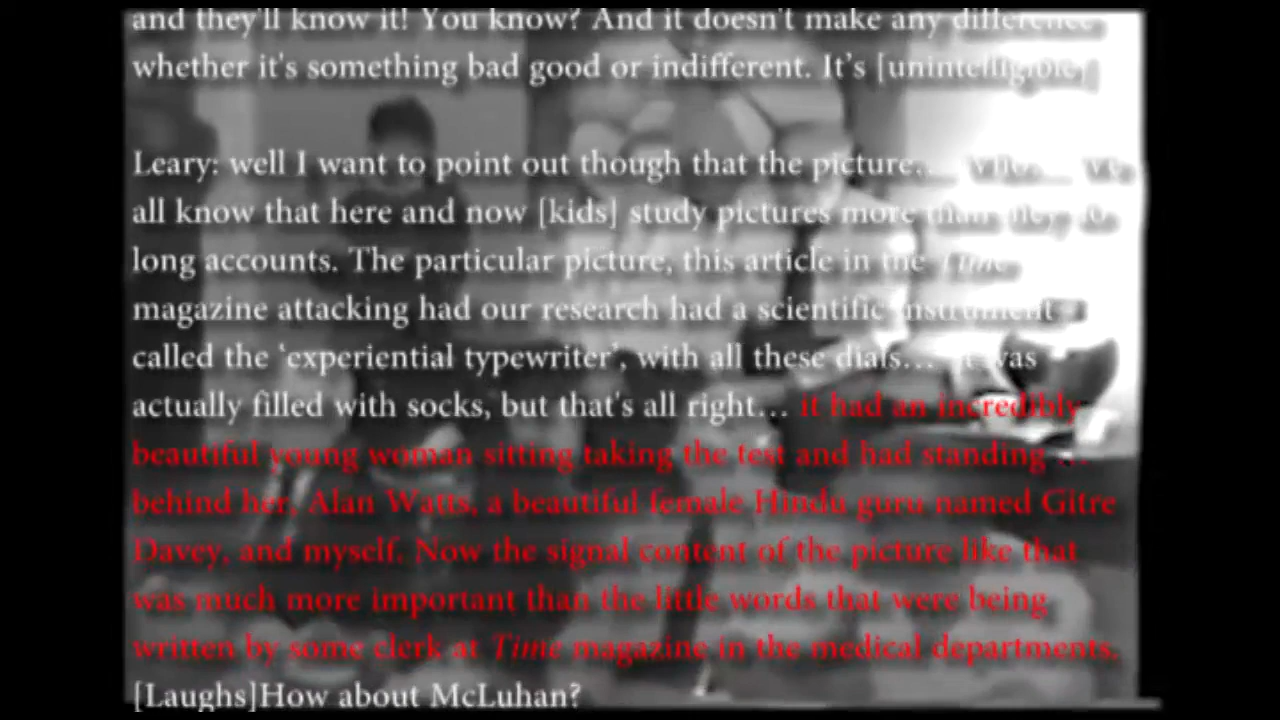 and they'll know it! You know? And it doesn't make any difference
whether it's something bad good or indifferent. It's [unintelligible]
Leary: well I want to point out though that the picture…
all know that here and now [kids] study pictures more than they do
long accounts. The particular picture, this article in the Time
magazine attacking had our research had a scientific instrument
called the ‘experiential typewriter’, with all these dials… it was
actually filled with socks, but that's all right… it had an incredibly
beautiful young woman sitting taking the test and had standing …
behind her, Alan Watts, a beautiful female Hindu guru named Gitre
Davey, and myself. Now the signal content of the picture like that
was much more important than the little words that were being
written by some clerk at Time magazine in the medical departments.
[Laughs]How about McLuhan?